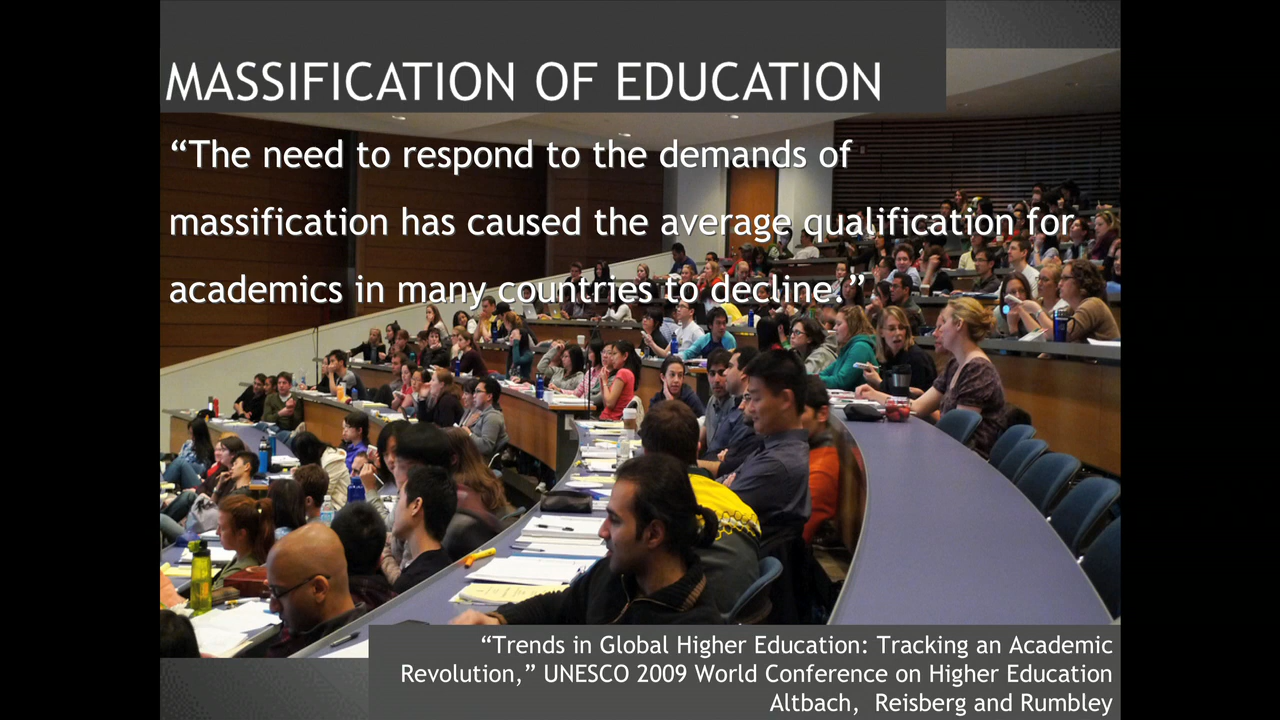 MASSIFICATION OF EDUCATION
“The need to respond to the demands of
massification has caused the average qualification for
academics in many countries to decline.”
“Trends in Global Higher Education: Tracking an Academic
Revolution,” UNESCO 2009 World Conference on Higher Education
Altbach, Reisberg and Rumbley